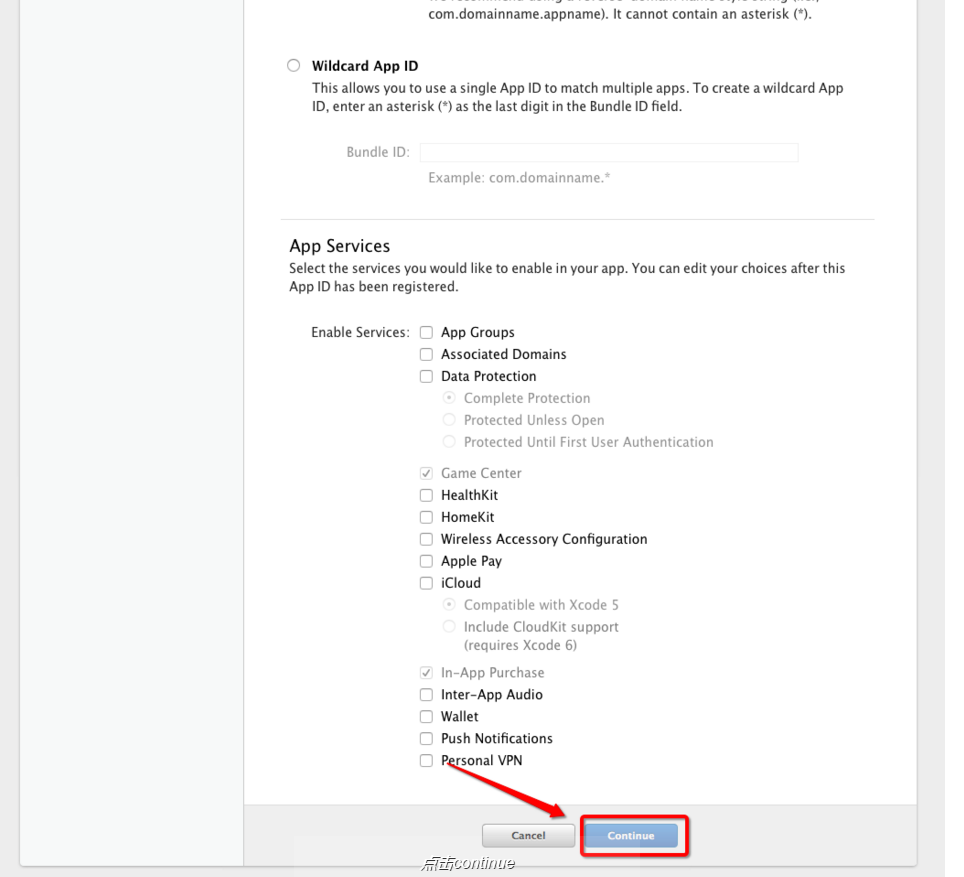 com.domainname.appname). It cannot contain an asterisk (*).
Wildcard App ID
This allows you to use a single App ID to match multiple apps. To create a wildcard App
ID, enter an asterisk (*) as the last digit in the Bundle ID field.
Bundle ID:
Example: com.domainname.*
App Services
Select the services you would like to enable in your app. You can edit your choices after this
App ID has been registered.
Enable Services: App Groups
Associated Domains
Data Protection
Complete Protection
Protected Unless Open
Protected Until First User Authentication
Game Center
HealthKit
HomeKit
Wireless Accessory Configuration
Apple Pay
iCloud
Compatible with Xcode 5
Include CloudKit support
(requires Xcode 6)
In-App Purchase
Inter-App Audio
Wallet
Push Notifications
Personal VPN
Cancel Continue
点击continue